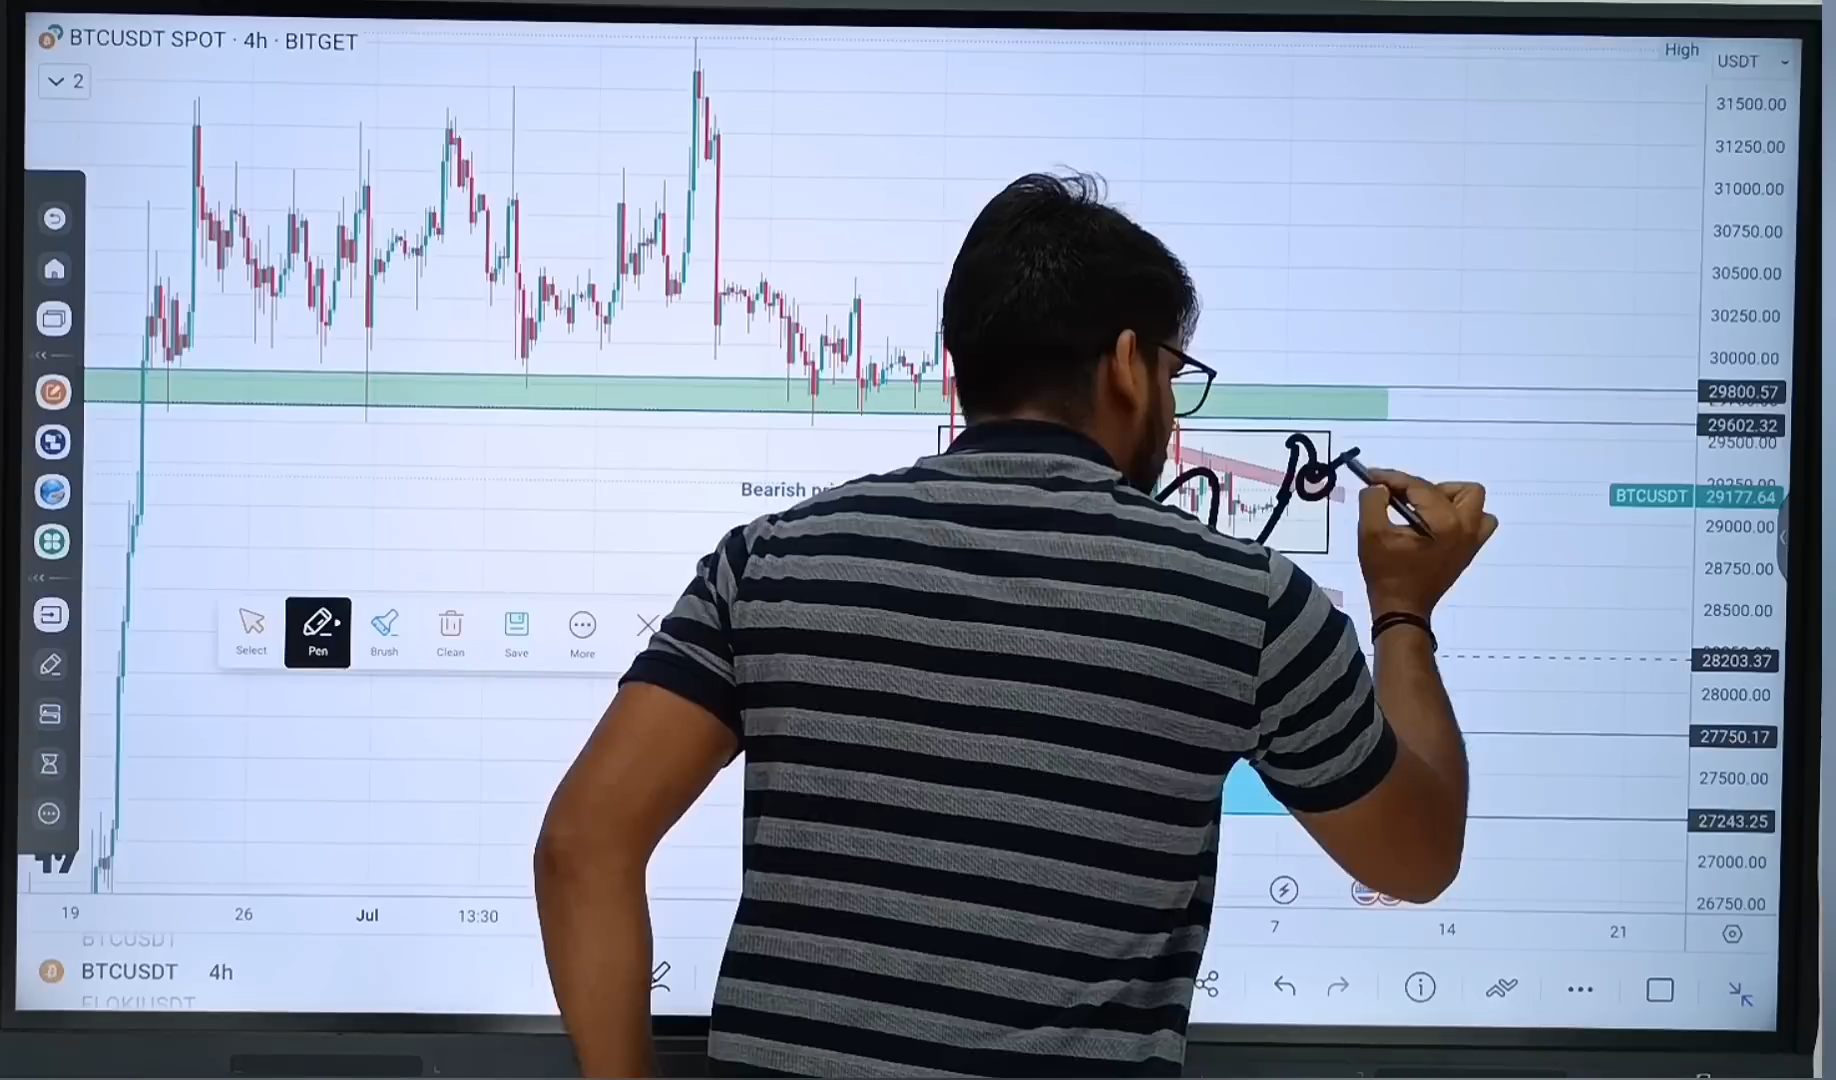 BTCUSDT SPOT · 4h · BITGET
2
High
USDT
31500.00
31250.00
31000.00
30750.00
30500.00
30250.00
30000.00
29800.57
29602.32
29500.00
29250.00
BTCUSDT 29177.64
29000.00
28750.00
28500.00
28203.37
28000.00
27750.17
27500.00
27243.25
27000.00
26750.00
Bearish
Select
Pen
Brush
Clean
Save
More
19
26
Jul
13:30
7
14
21
BTCUSDT
BTCUSDT 4h
FLOKIUSDT